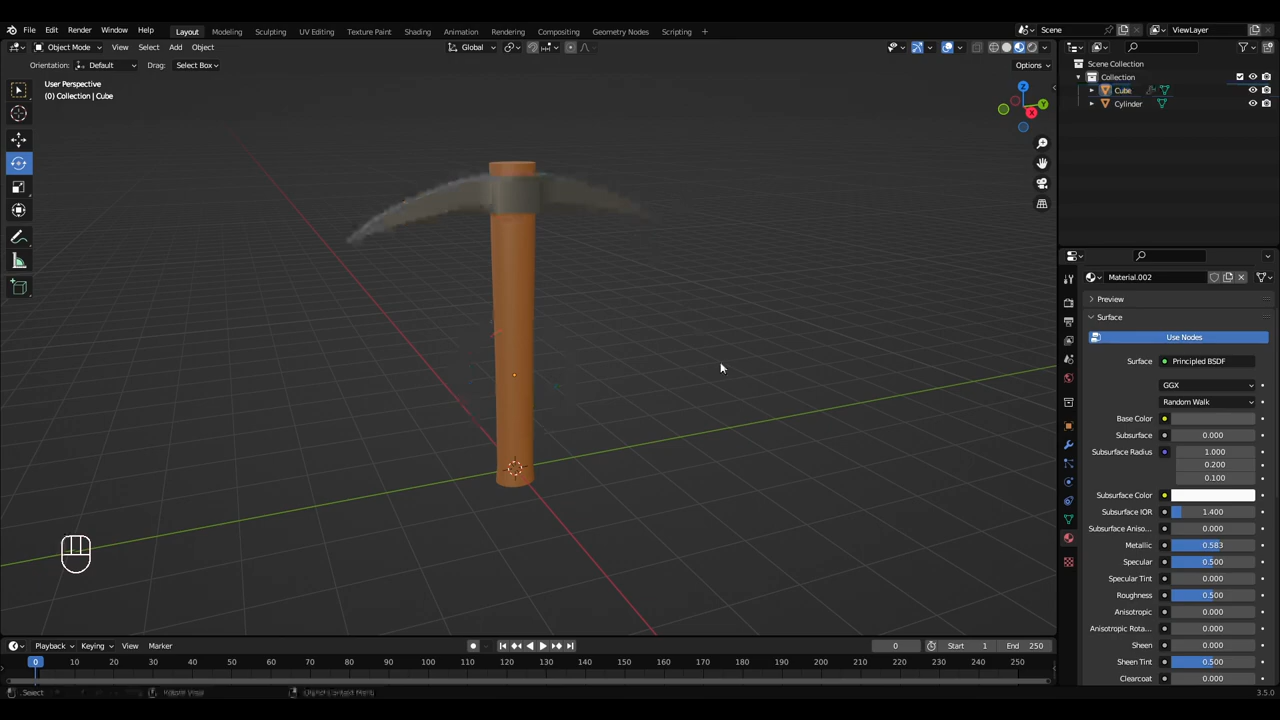 File Edit Render Window Help Layout Modeling Sculpting UV Editing Texture Paint Shading Animation Rendering Compositing Geometry Nodes Scripting Scene ViewLayer
Object Mode View Select Add Object Global
Orientation: Default Drag: Select Box Options
User Perspective
(0) Collection | Cube
Z
Y
X
Scene Collection
Collection
Cube
Cylinder
Material.002
Preview
Surface
Use Nodes
Surface Principled BSDF
GGX
Random Walk
Base Color
Subsurface 0.000
Subsurface Radius 1.000
0.200
0.100
Subsurface Color
Subsurface IOR 1.400
Subsurface Aniso... 0.000
Metallic 0.583
Specular 0.500
Specular Tint 0.000
Roughness 0.500
Anisotropic 0.000
Anisotropic Rota... 0.000
Sheen 0.000
Sheen Tint 0.500
Clearcoat 0.000
Playback Keying View Marker 0 Start 1 End 250
0 10 20 30 40 50 60 70 80 90 100 110 120 130 140 150 160 170 180 190 200 210 220 230 240 250
Select Rotate View Object Context Menu 3.5.0